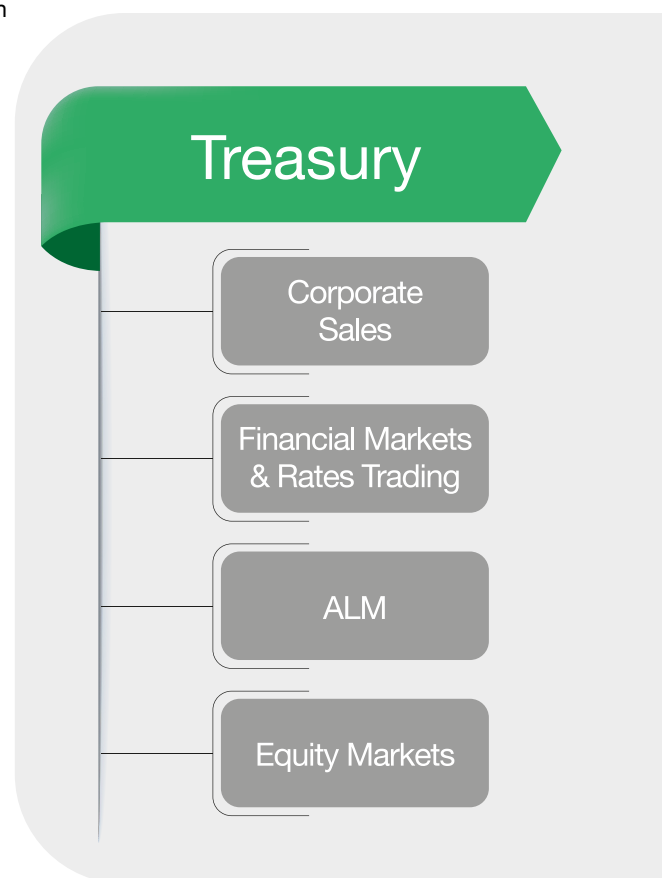 Treasury
Corporate
Sales
Financial Markets
& Rates Trading
ALM
Equity Markets